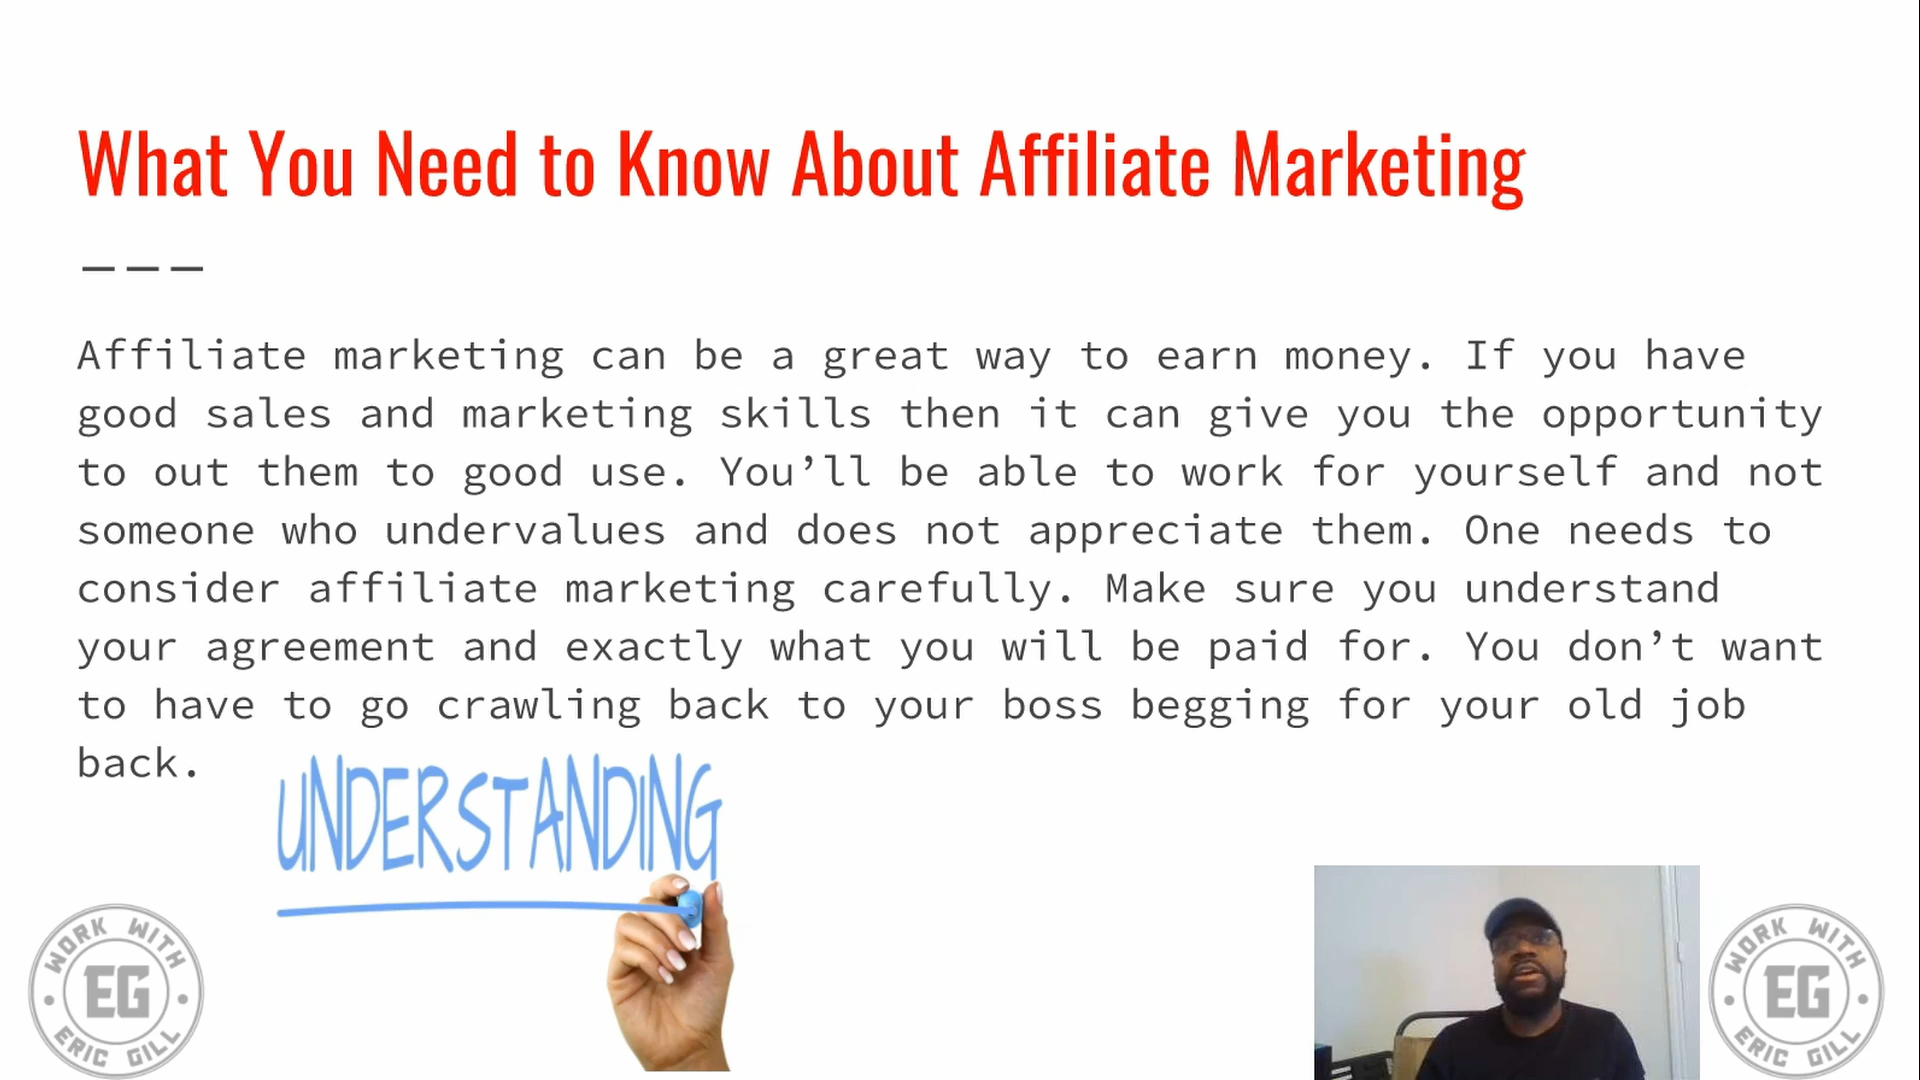 What You Need to Know About Affiliate Marketing
———
Affiliate marketing can be a great way to earn money. If you have
good sales and marketing skills then it can give you the opportunity
to out them to good use. You’ll be able to work for yourself and not
someone who undervalues and does not appreciate them. One needs to
consider affiliate marketing carefully. Make sure you understand
your agreement and exactly what you will be paid for. You don’t want
to have to go crawling back to your boss begging for your old job
back.
UNDERSTANDING
WORK WITH
EG
ERIC GILL
WORK WITH
EG
ERIC GILL